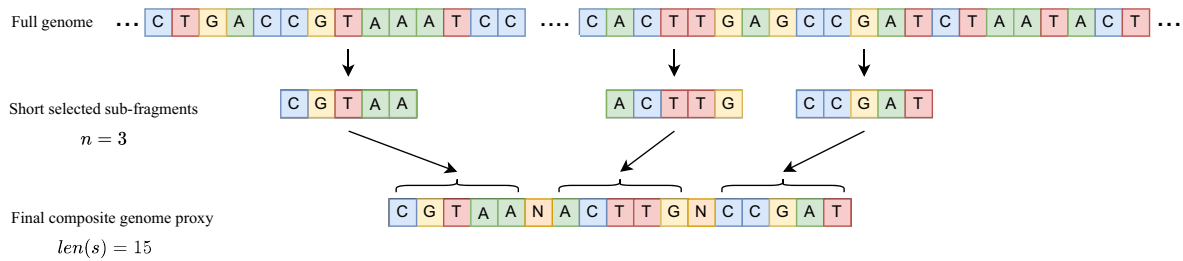 Full genome ... C T G A C C G T A A A T C C .... C A C T T G A G C C G A T C T A A T A C T ...
Short selected sub-fragments
C G T A A A C T T G C C G A T
n = 3
Final composite genome proxy
C G T A A N A C T T G N C C G A T
len(s) = 15